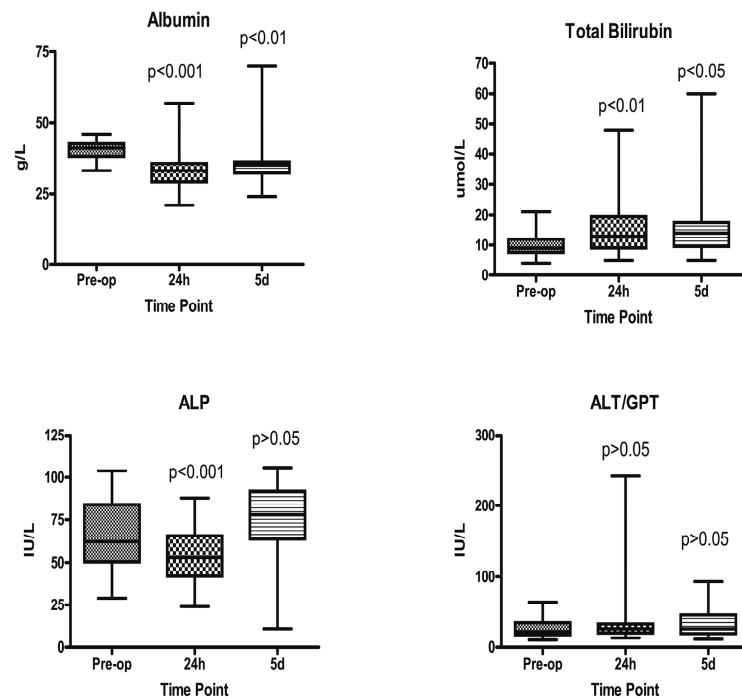 Albumin
p<0.001
p<0.01
75
50
25
0
g/L
Pre-op
24h
5d
Time Point
Total Bilirubin
p<0.01
p<0.05
70
60
50
40
30
20
10
0
umol/L
Pre-op
24h
5d
Time Point
ALP
p<0.001
p>0.05
125
100
75
50
25
0
IU/L
Pre-op
24h
5d
Time Point
ALT/GPT
p>0.05
p>0.05
300
200
100
0
IU/L
Pre-op
24h
5d
Time Point